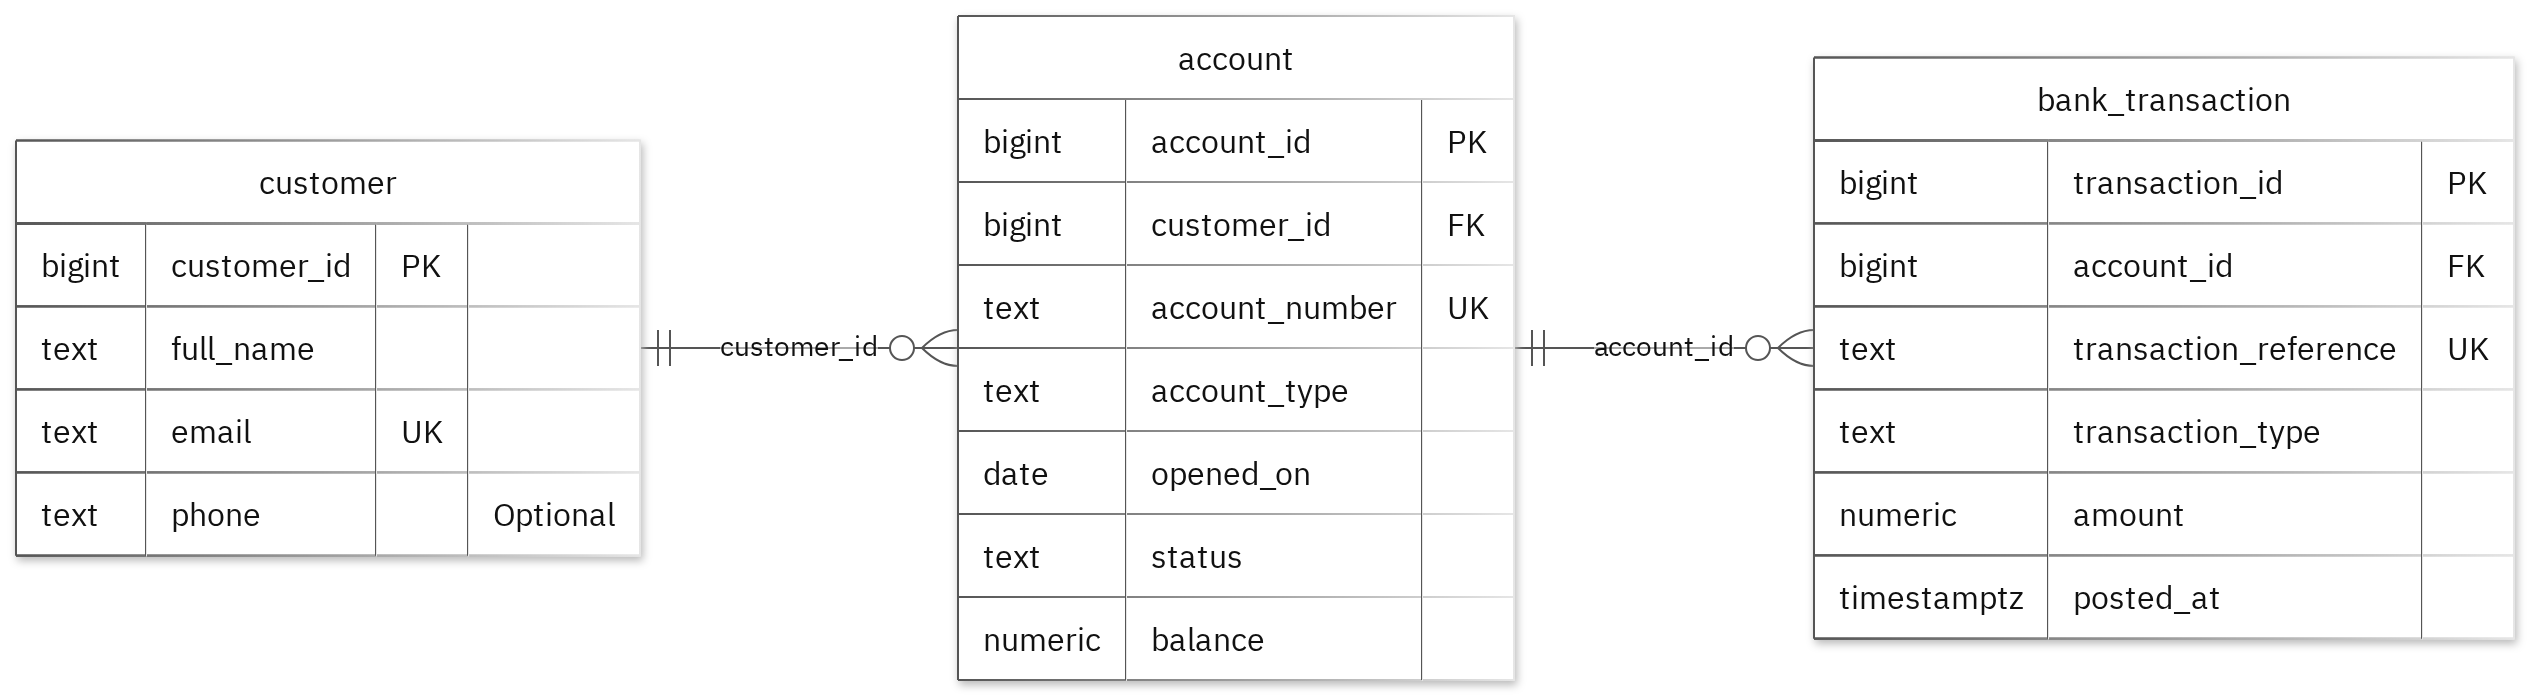 customer
bigint customer_id PK
text full_name
text email UK
text phone Optional
customer_id
account
bigint account_id PK
bigint customer_id FK
text account_number UK
text account_type
date opened_on
text status
numeric balance
account_id
bank_transaction
bigint transaction_id PK
bigint account_id FK
text transaction_reference UK
text transaction_type
numeric amount
timestamptz posted_at